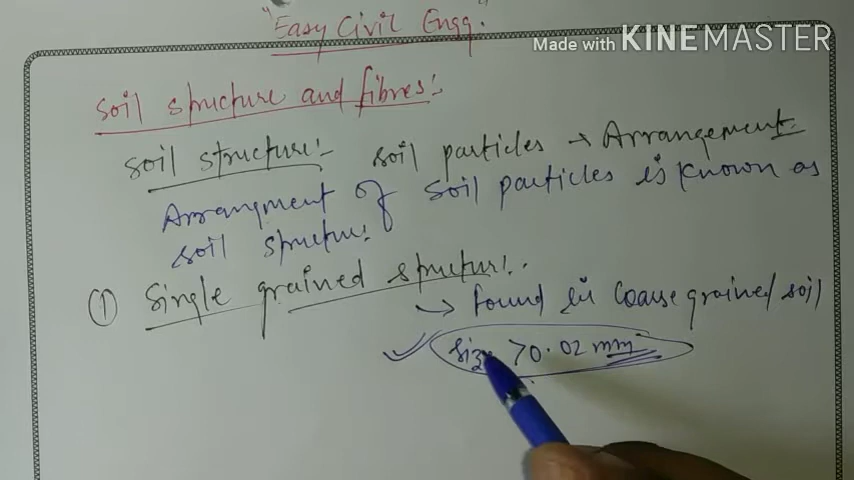 "Easy Civil Engg."
Made with KINEMASTER
Soil structure and fibres:
Soil structure:- Soil particles → Arrangement.
Arrangment of Soil particles is known as
soil structure
① Single grained structure:.
→ found in Coarse grained soil
✓ Size >0.02 mm